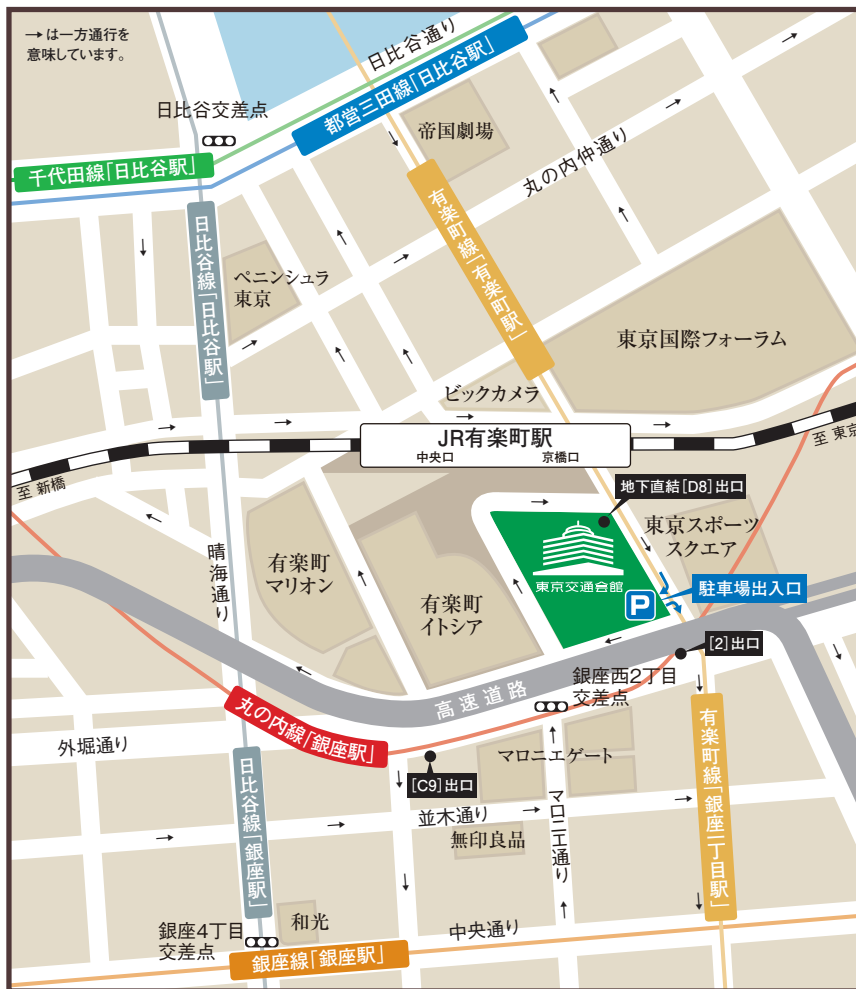 →は一方通行を
意味しています。
日比谷通り
都営三田線「日比谷駅」
日比谷交差点
千代田線「日比谷駅」
帝国劇場
丸の内仲通り
有楽町線「有楽町駅」
日比谷線「日比谷駅」
ペニンシュラ
東京
東京国際フォーラム
ビックカメラ
JR有楽町駅
中央口
京橋口
至 東京
至 新橋
地下直結[D8]出口
東京スポーツ
スクエア
晴海通り
有楽町
マリオン
有楽町
イトシア
東京交通会館
P
駐車場出入口
[2]出口
高速道路
銀座西2丁目
交差点
丸の内線「銀座駅」
外堀通り
[C9]出口
マロニエゲート
有楽町線「銀座一丁目駅」
日比谷線「銀座駅」
並木通り
マロニエ通り
無印良品
和光
銀座4丁目
交差点
中央通り
銀座線「銀座駅」